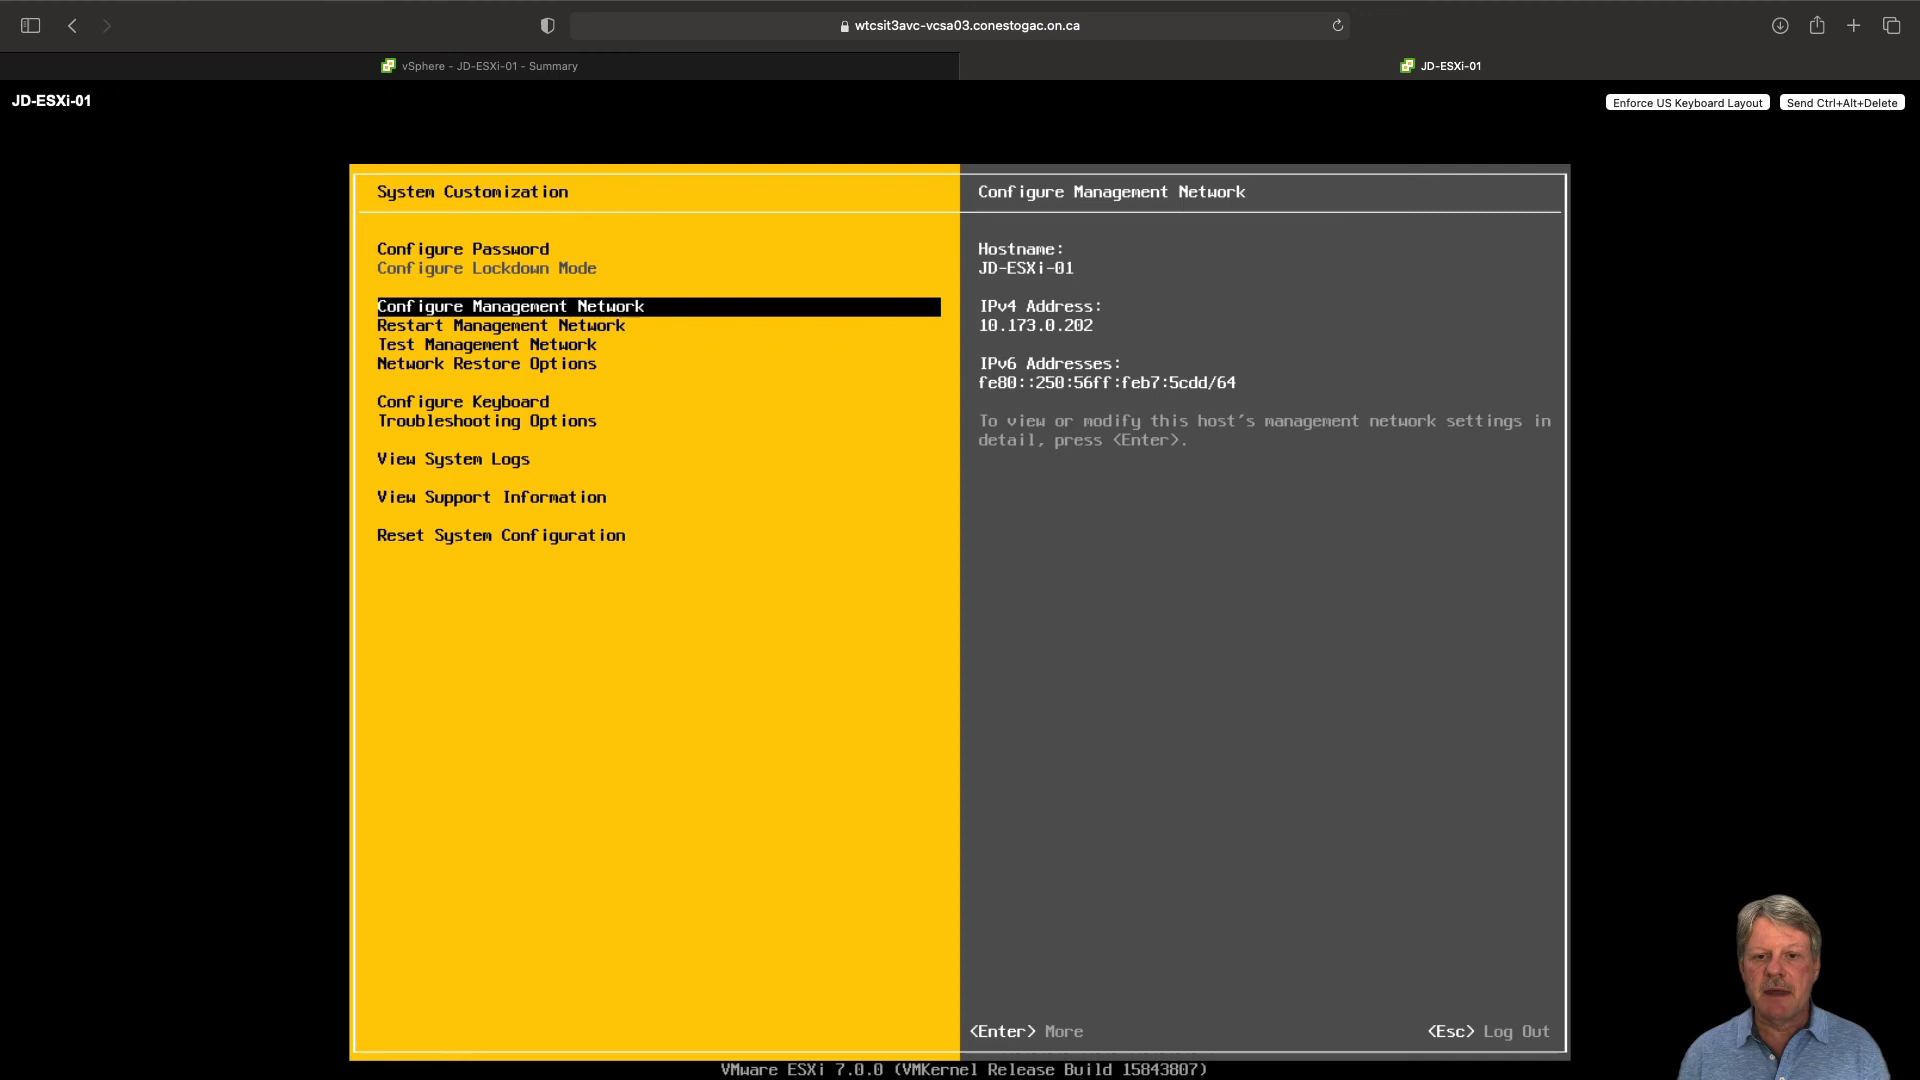 wtcsit3avc-vcsa03.conestogac.on.ca
vSphere - JD-ESXi-01 - Summary
JD-ESXi-01
JD-ESXi-01
Enforce US Keyboard Layout
Send Ctrl+Alt+Delete
System Customization
Configure Password
Configure Lockdown Mode
Configure Management Network
Restart Management Network
Test Management Network
Network Restore Options
Configure Keyboard
Troubleshooting Options
View System Logs
View Support Information
Reset System Configuration
Configure Management Network
Hostname:
JD-ESXi-01
IPv4 Address:
10.173.0.202
IPv6 Addresses:
fe80::250:56ff:feb7:5cdd/64
To view or modify this host's management network settings in
detail, press <Enter>.
<Enter> More
<Esc> Log Out
VMware ESXi 7.0.0 (VMKernel Release Build 15843807)